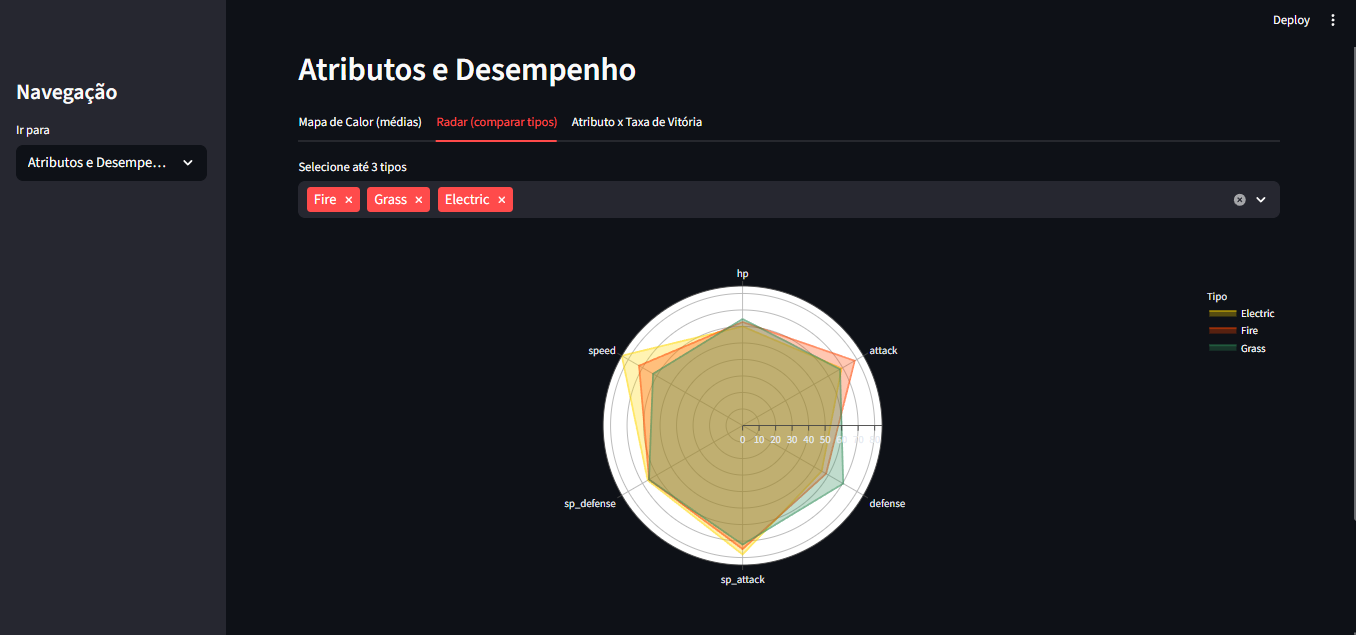 Deploy
Navegação
Ir para
Atributos e Desempe...
Atributos e Desempenho
Mapa de Calor (médias) Radar (comparar tipos) Atributo x Taxa de Vitória
Selecione até 3 tipos
Fire × Grass × Electric ×
hp
Tipo
Electric
Fire
Grass
speed attack
0 10 20 30 40 50 60 70 80
sp_defense defense
sp_attack